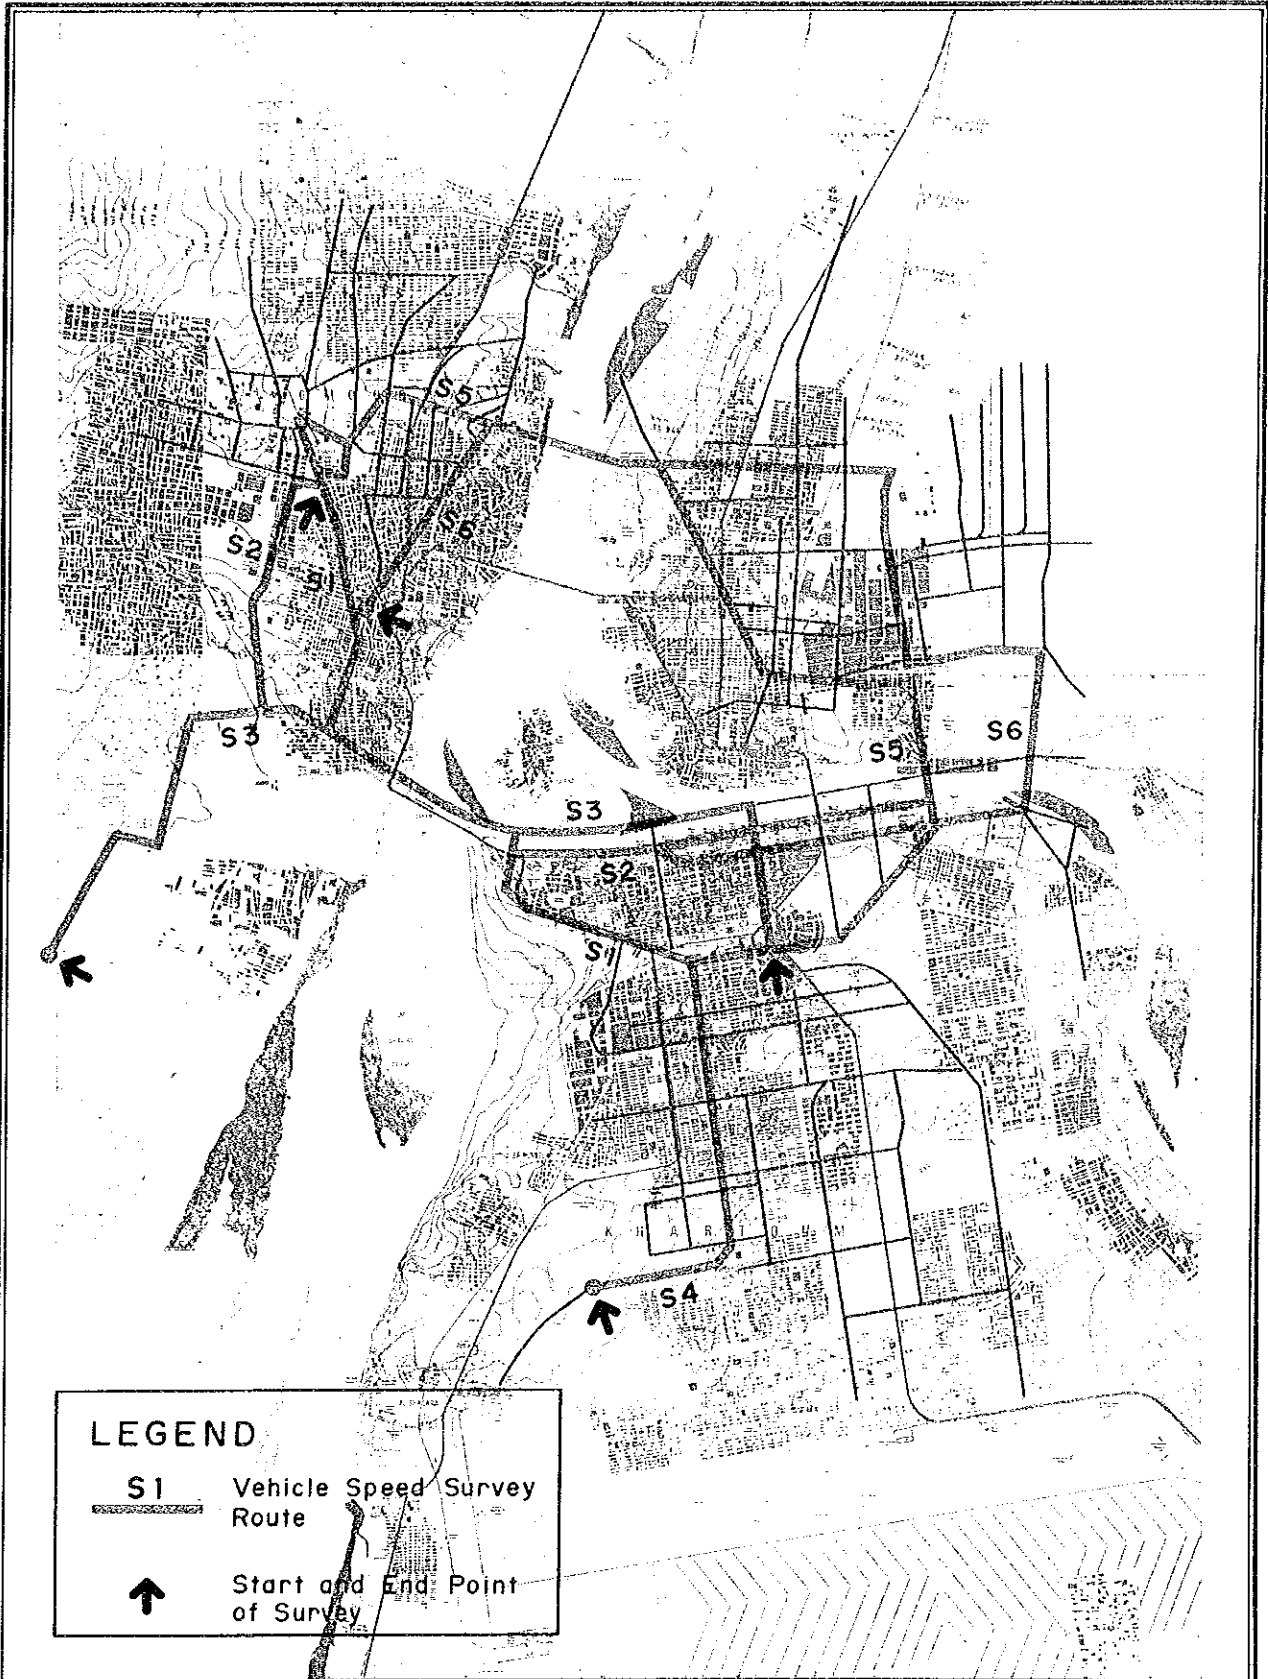 S5
S6
S2
S1
S3
S5
S6
S3
S2
S1
KHARTOUM
S4
LEGEND
S1 Vehicle Speed Survey
Route
Start and End Point
of Survey